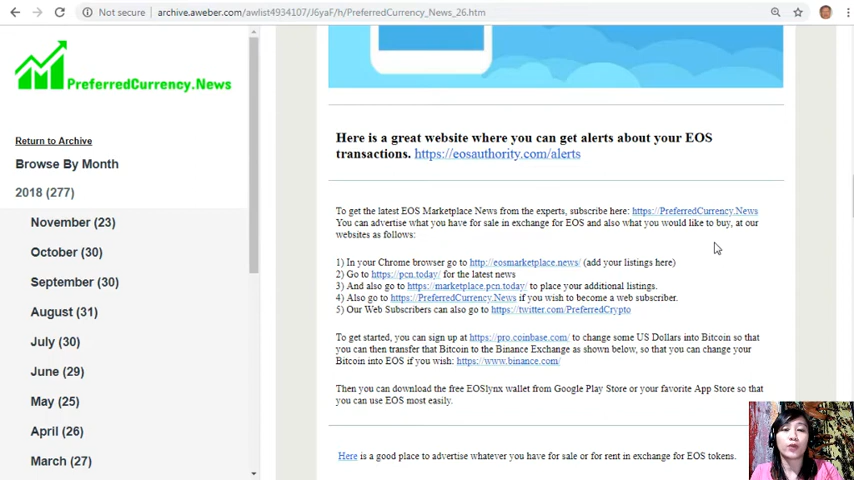 Not secure | archive.aweber.com/awlist4934107/J6yaF/h/PreferredCurrency_News_26.htm
PreferredCurrency.News
Return to Archive
Browse By Month
2018 (277)
November (23)
October (30)
September (30)
August (31)
July (30)
June (29)
May (25)
April (26)
March (27)
Here is a great website where you can get alerts about your EOS
transactions. https://eosauthority.com/alerts
To get the latest EOS Marketplace News from the experts, subscribe here: https://PreferredCurrency.News
You can advertise what you have for sale in exchange for EOS and also what you would like to buy, at our
websites as follows:
1) In your Chrome browser go to http://eosmarketplace.news/ (add your listings here)
2) Go to https://pcn.today/ for the latest news
3) And also go to https://marketplace.pcn.today/ to place your additional listings.
4) Also go to https://PreferredCurrency.News if you wish to become a web subscriber.
5) Our Web Subscribers can also go to https://twitter.com/PreferredCrypto
To get started, you can sign up at https://pro.coinbase.com/ to change some US Dollars into Bitcoin so that
you can then transfer that Bitcoin to the Binance Exchange as shown below, so that you can change your
Bitcoin into EOS if you wish: https://www.binance.com/
Then you can download the free EOSlynx wallet from Google Play Store or your favorite App Store so that
you can use EOS most easily.
Here is a good place to advertise whatever you have for sale or for rent in exchange for EOS tokens.